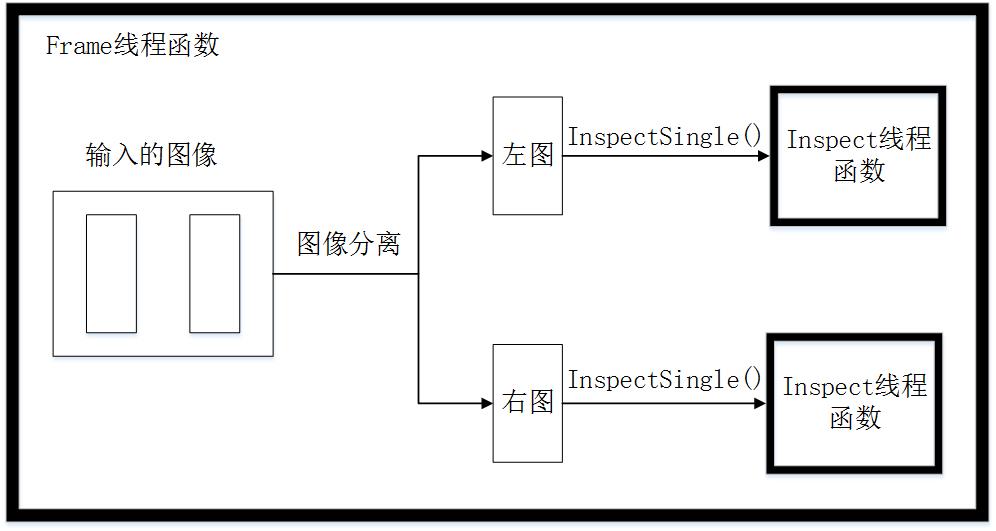 Frame线程函数
输入的图像
图像分离
左图
InspectSingle()
Inspect线程
函数
右图
InspectSingle()
Inspect线程
函数